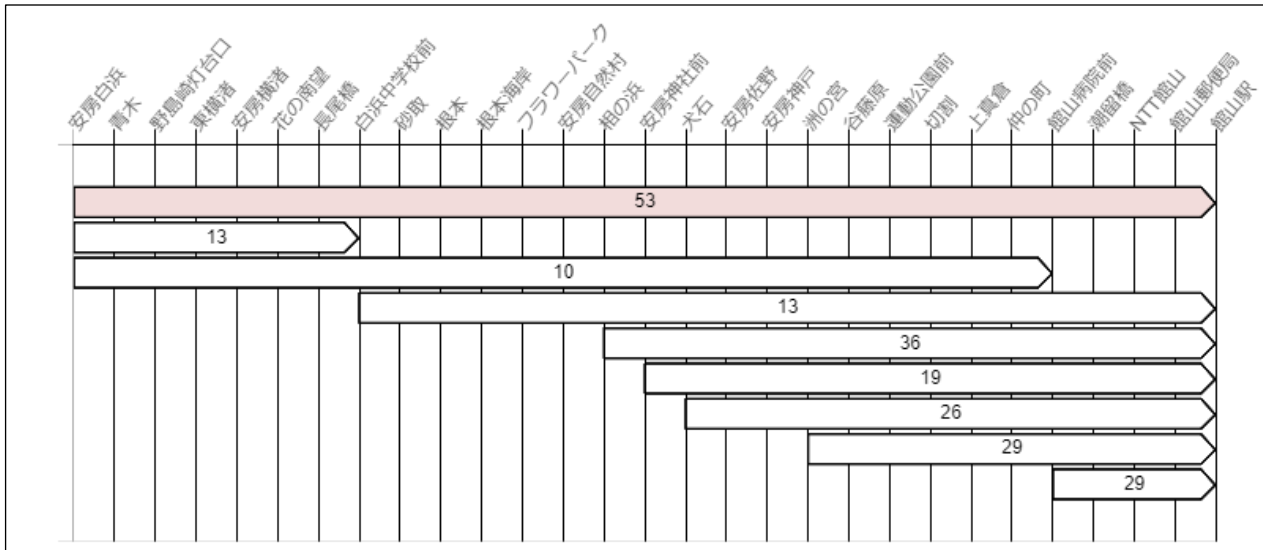 安房白浜
青木
野島崎灯台口
東横渚
安房横渚
花の南望
長尾橋
白浜中学校前
砂取
根本
根本海岸
フラワーパーク
安房自然村
相の浜
安房神社前
犬石
安房佐野
安房神戸
洲の宮
谷藤原
運動公園前
切割
上真倉
仲の町
館山病院前
潮留橋
NTT館山
館山郵便局
館山駅
53
13
10
13
36
19
26
29
29